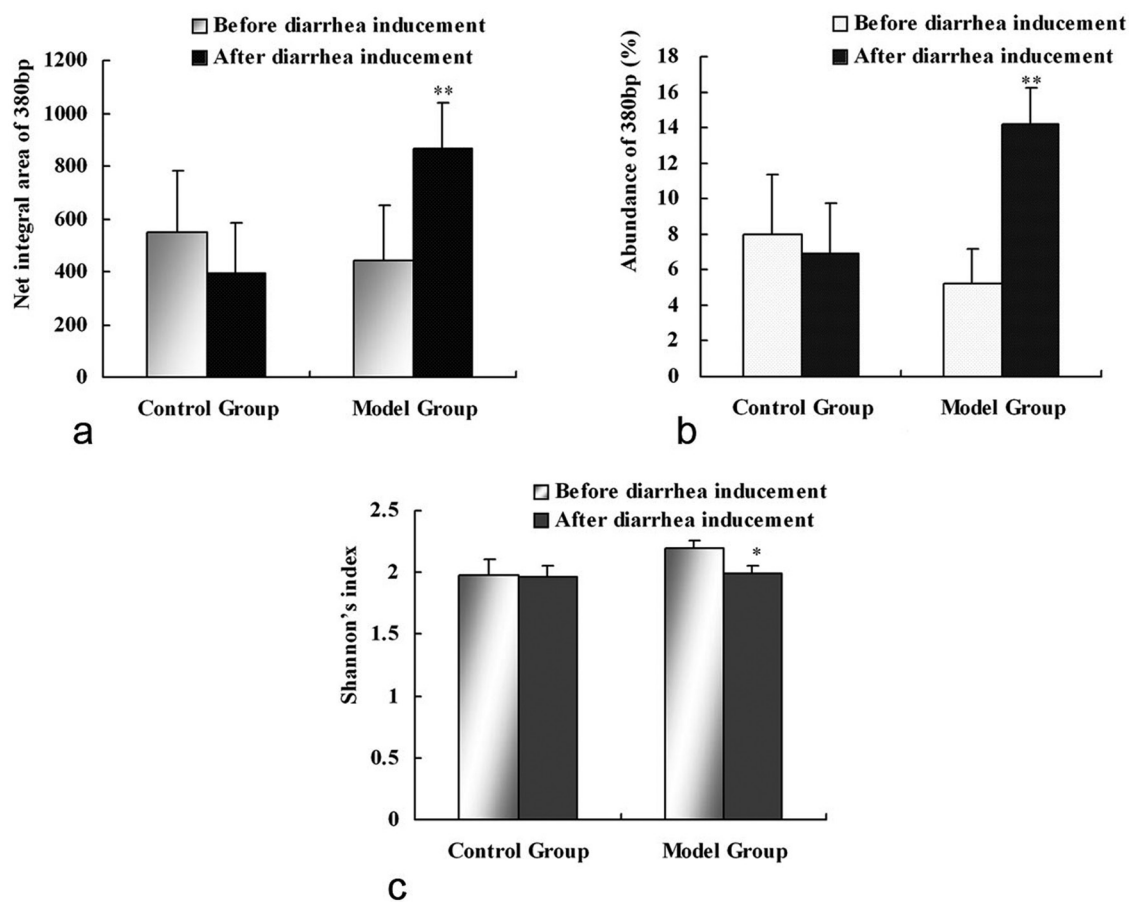 Before diarrhea inducement
After diarrhea inducement
Net integral area of 380bp
1200
1000
800
600
400
200
0
**
Control Group
Model Group
a
Before diarrhea inducement
After diarrhea inducement
Abundance of 380bp (%)
18
16
14
12
10
8
6
4
2
0
**
Control Group
Model Group
b
Before diarrhea inducement
After diarrhea inducement
Shannon's index
2.5
2
1.5
1
0.5
0
*
Control Group
Model Group
c